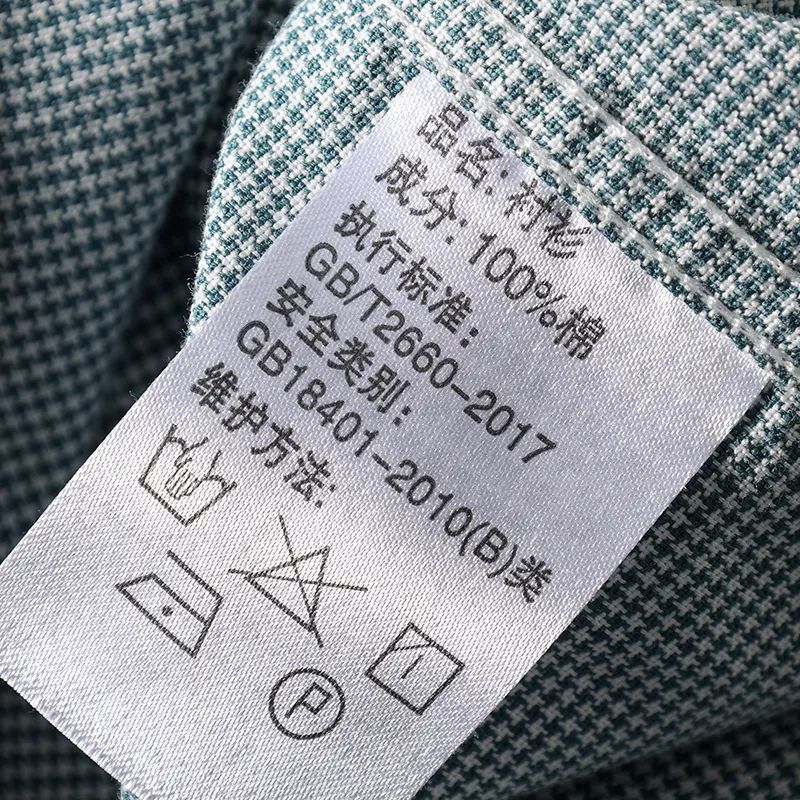 品名: 衬衫
成分: 100%棉
执行标准:
GB/T2660-2017
安全类别:
GB18401-2010(B)类
维护方法:
P